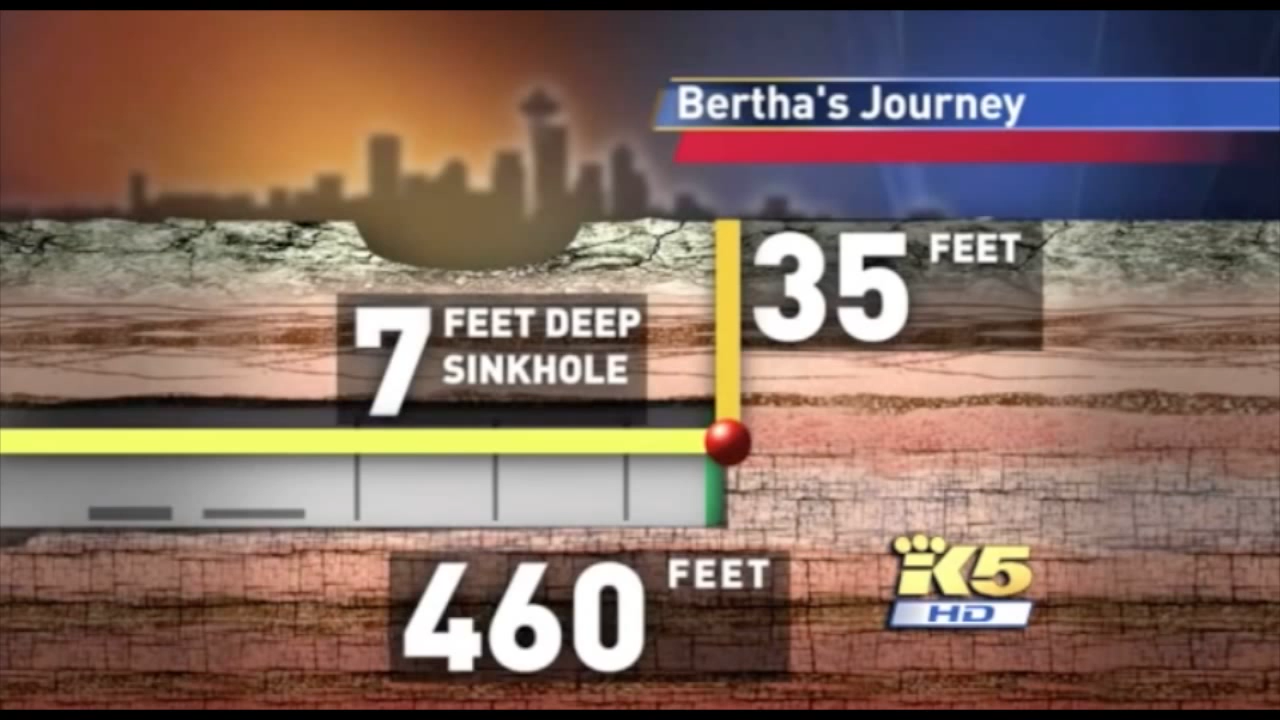 Bertha's Journey
35 FEET
7 FEET DEEP
SINKHOLE
460 FEET
K5
HD